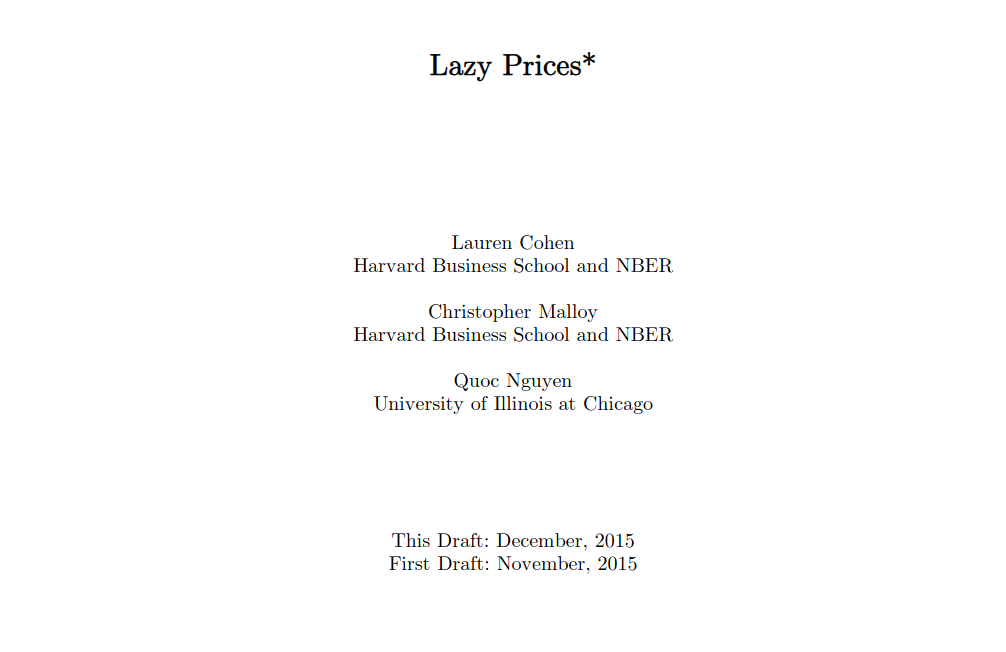 Lazy Prices*
Lauren Cohen
Harvard Business School and NBER
Christopher Malloy
Harvard Business School and NBER
Quoc Nguyen
University of Illinois at Chicago
This Draft: December, 2015
First Draft: November, 2015